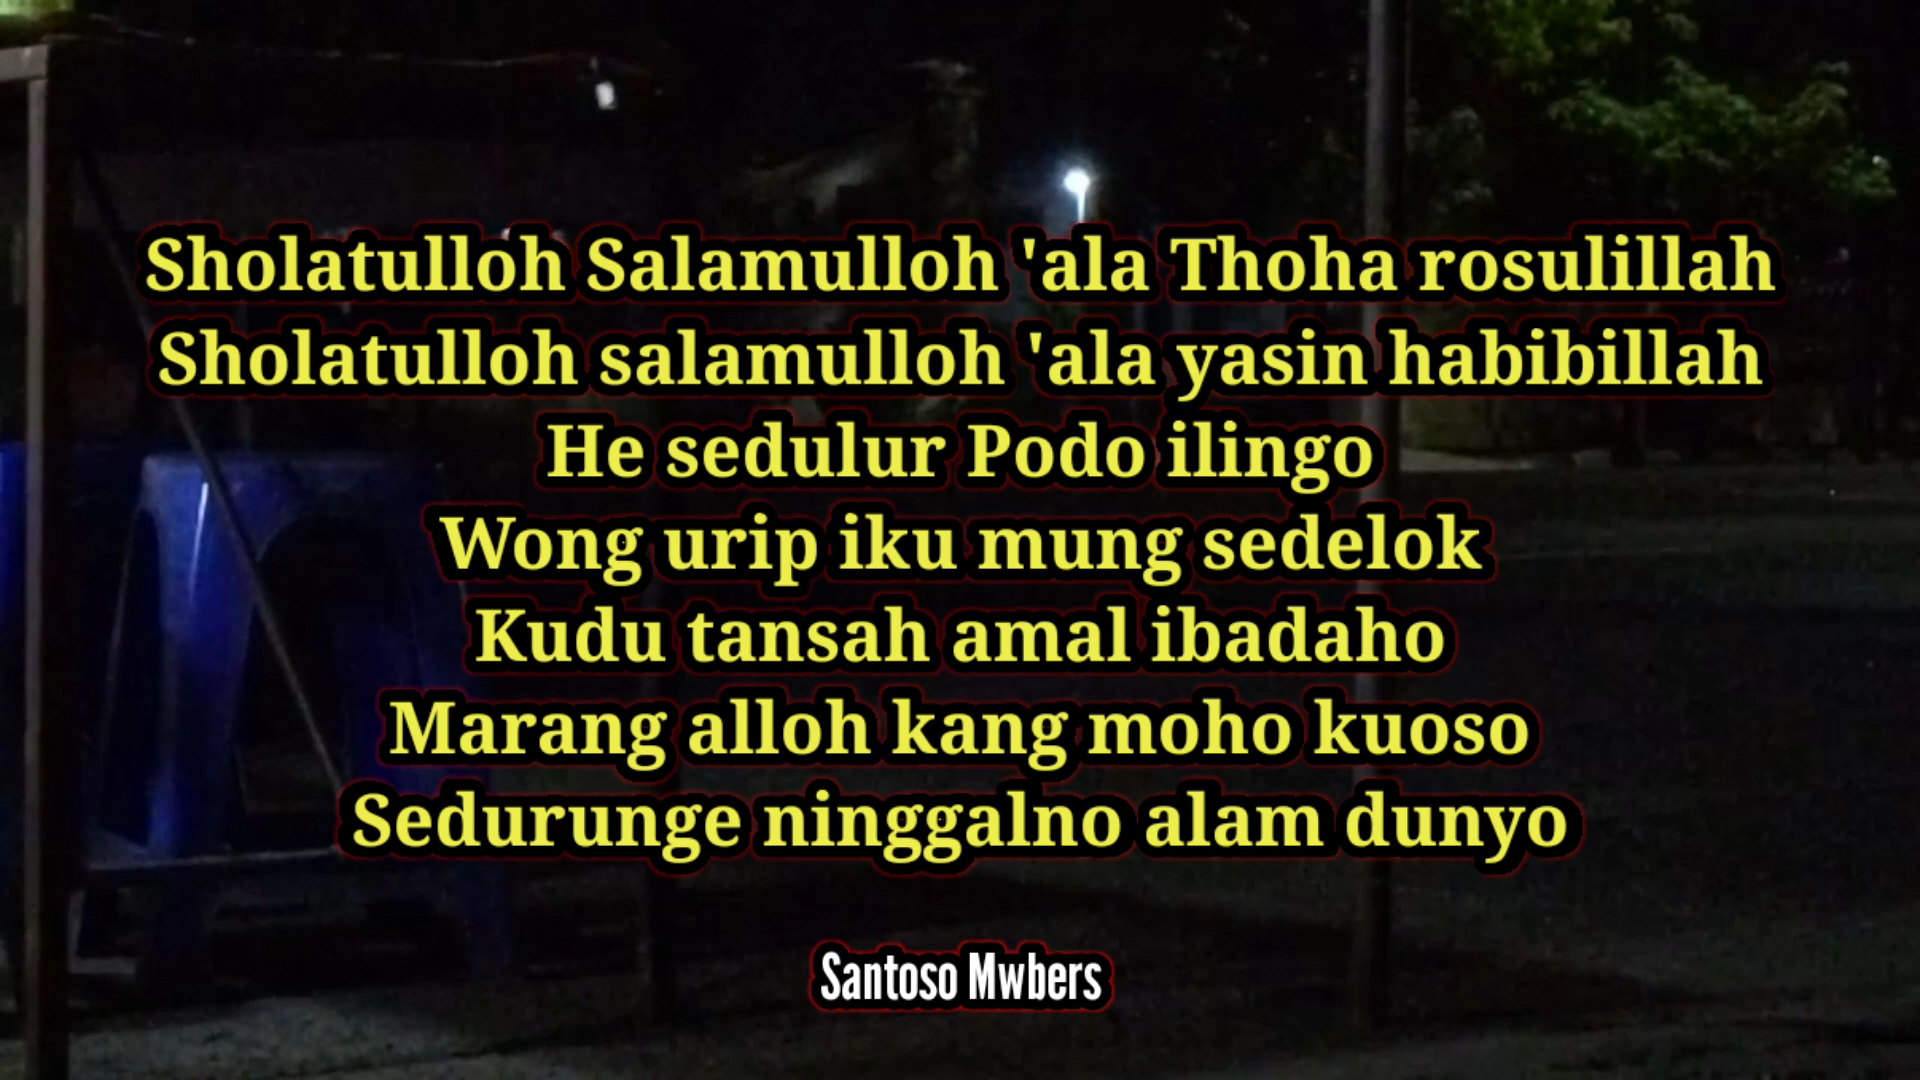 Sholatulloh Salamulloh 'ala Thoha rosulillah
Sholatulloh salamulloh 'ala yasin habibillah
He sedulur Podo ilingo
Wong urip iku mung sedelok
Kudu tansah amal ibadaho
Marang alloh kang moho kuoso
Sedurunge ninggalno alam dunyo
Santoso Mwbers